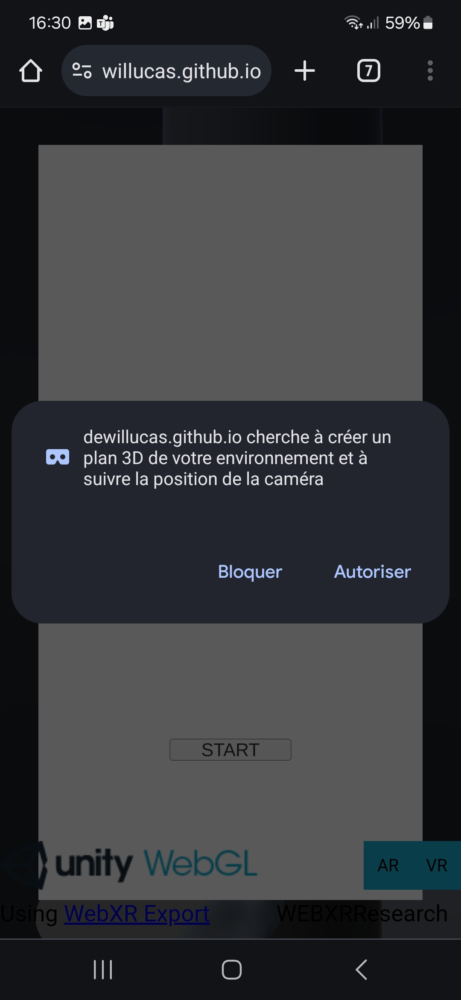 16:30
59%
willucas.github.io
7
dewillucas.github.io cherche à créer un
plan 3D de votre environnement et à
suivre la position de la caméra
Bloquer Autoriser
START
unity WebGL
AR VR
Using WebXR Export
WEBXRResearch